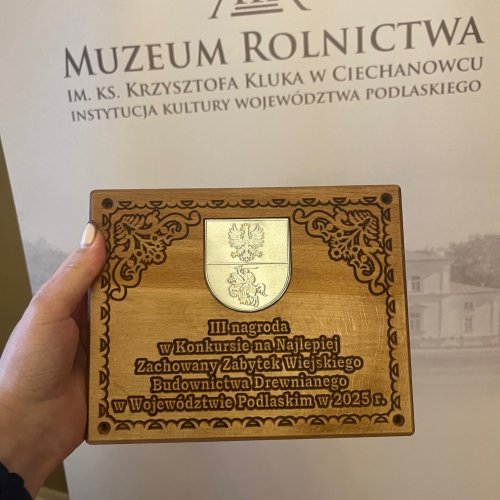 MUZEUM ROLNICTWA
IM. KS. KRZYSZTOFA KLUKA W CIECHANOWCU
INSTYTUCJA KULTURY WOJEWÓDZTWA PODLASKIEGO
III nagroda
w Konkursie na Najlepiej
Zachowany Zabytek Wiejskiego
Budownictwa Drewnianego
w Województwie Podlaskim w 2025 r.